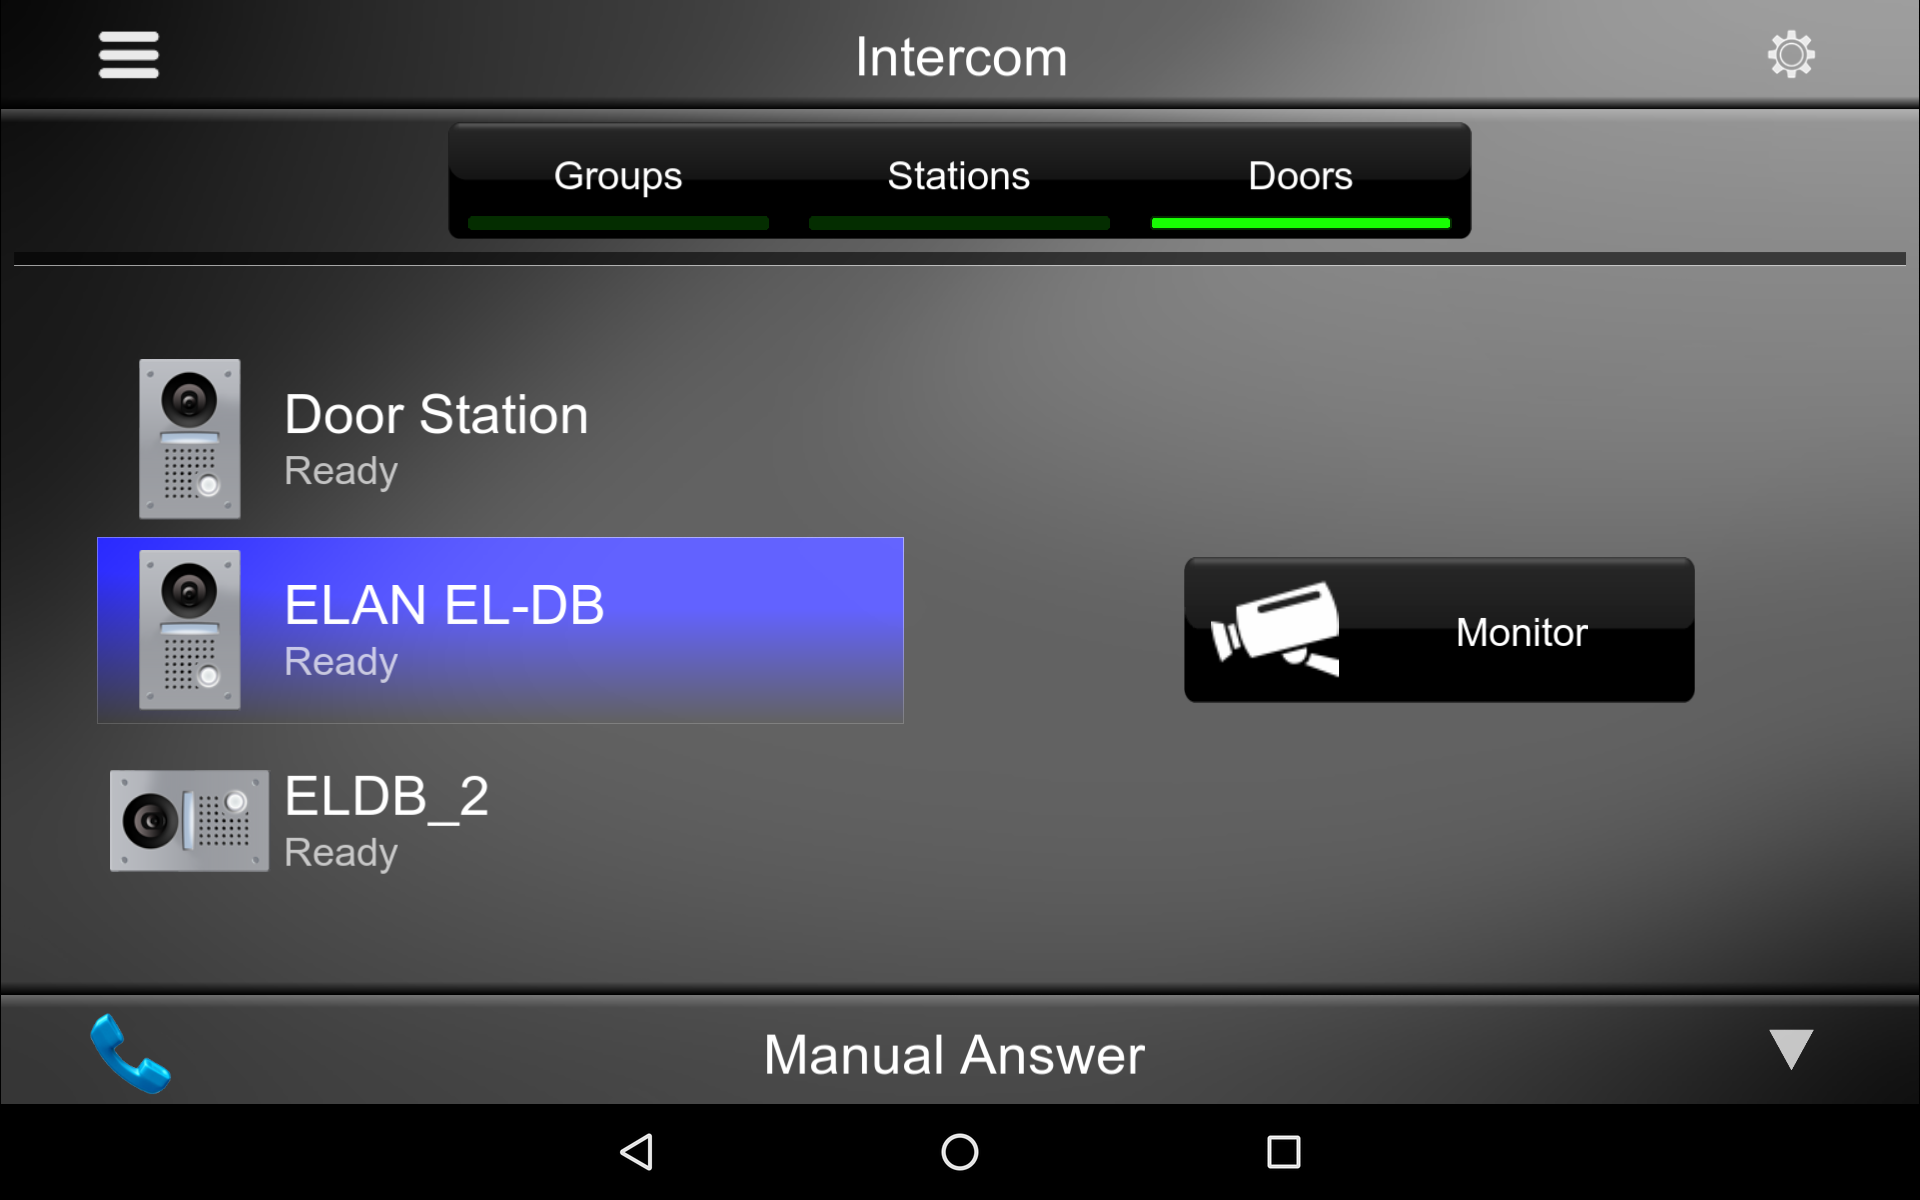 Intercom
Groups Stations Doors
Door Station
Ready
ELAN EL-DB
Ready
Monitor
ELDB_2
Ready
Manual Answer